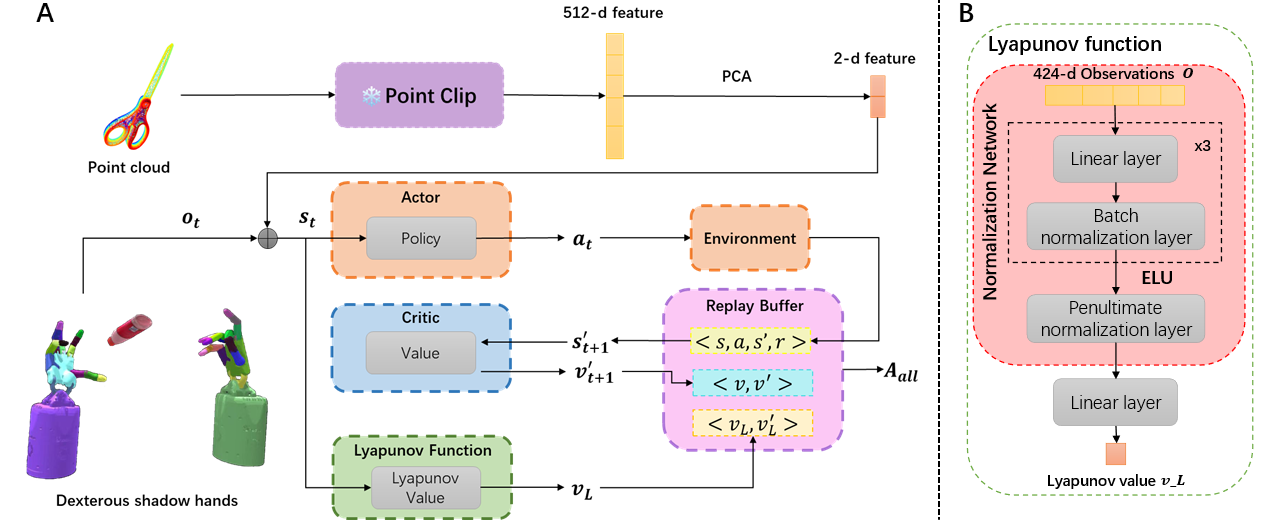 A
512-d feature
2-d feature
PCA
Point Clip
Point cloud
o_t
s_t
Actor
Policy
a_t
Environment
Critic
Value
s'_{t+1}
v'_{t+1}
Replay Buffer
< s, a, s', r >
< v, v' >
< v_L, v'_L >
A_{all}
Lyapunov Function
Lyapunov
Value
v_L
Dexterous shadow hands
B
Lyapunov function
424-d Observations O
Normalization Network
x3
Linear layer
Batch
normalization layer
ELU
Penultimate
normalization layer
Linear layer
Lyapunov value v_L